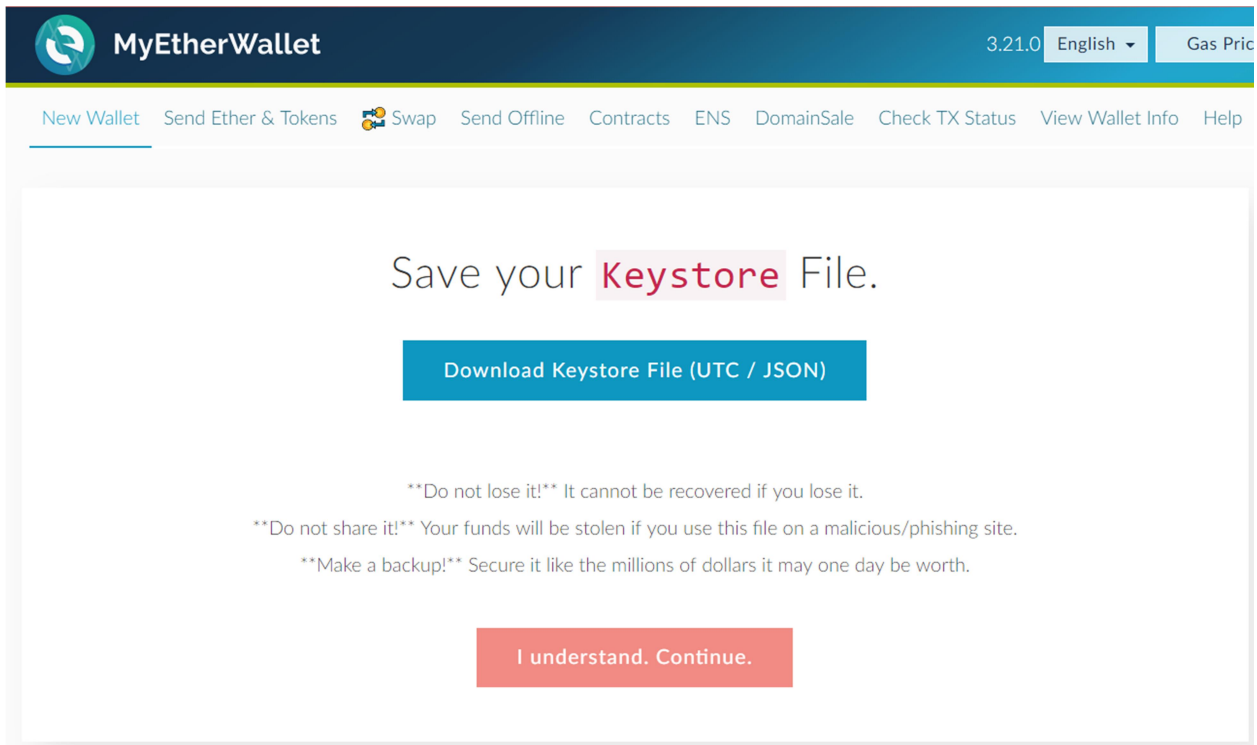 MyEtherWallet
3.21.0 English Gas Pric
New Wallet Send Ether & Tokens Swap Send Offline Contracts ENS DomainSale Check TX Status View Wallet Info Help
Save your Keystore File.
Download Keystore File (UTC / JSON)
**Do not lose it!** It cannot be recovered if you lose it.
**Do not share it!** Your funds will be stolen if you use this file on a malicious/phishing site.
**Make a backup!** Secure it like the millions of dollars it may one day be worth.
I understand. Continue.